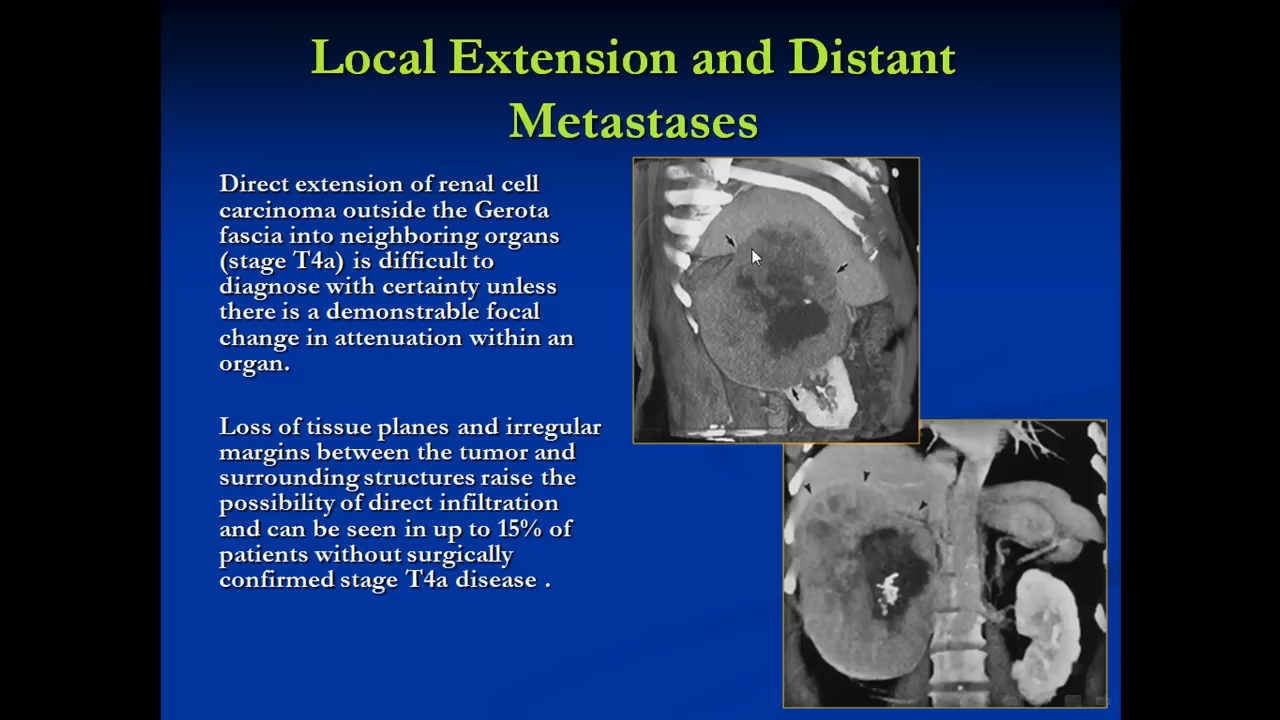 Local Extension and Distant
Metastases
Direct extension of renal cell
carcinoma outside the Gerota
fascia into neighboring organs
(stage T4a) is difficult to
diagnose with certainty unless
there is a demonstrable focal
change in attenuation within an
organ.
Loss of tissue planes and irregular
margins between the tumor and
surrounding structures raise the
possibility of direct infiltration
and can be seen in up to 15% of
patients without surgically
confirmed stage T4a disease .